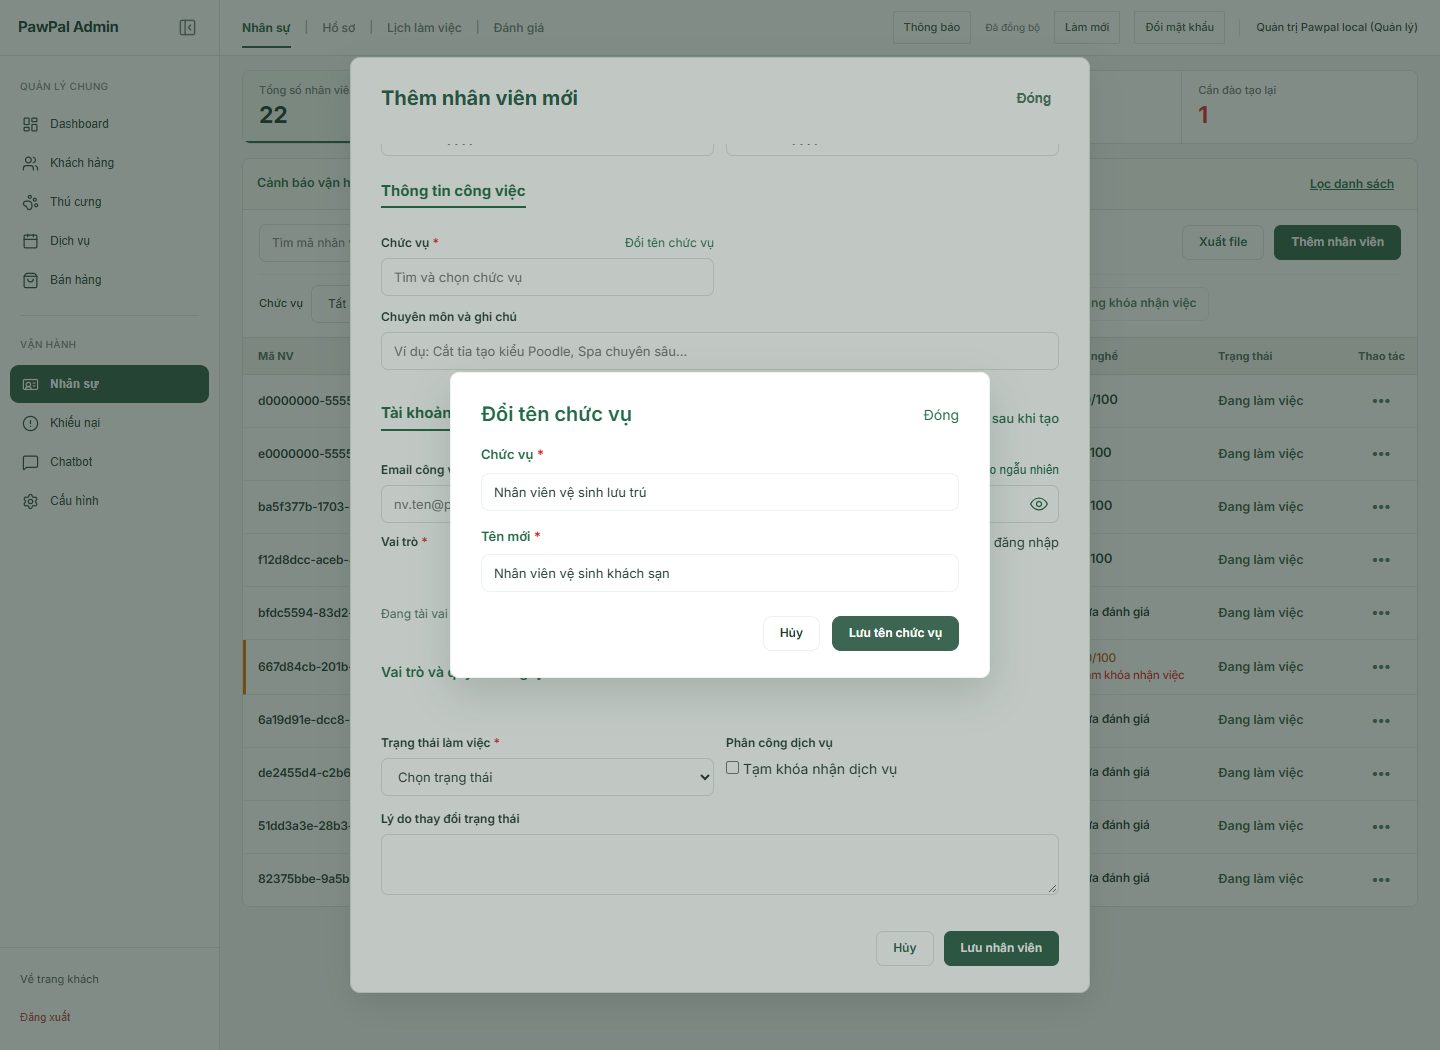 PawPal Admin
Nhân sự | Hồ sơ | Lịch làm việc | Đánh giá
Thông báo
Đã đồng bộ
Làm mới
Đổi mật khẩu
Quản trị Pawpal local (Quản lý)
QUẢN LÝ CHUNG
Dashboard
Khách hàng
Thú cưng
Dịch vụ
Bán hàng
VẬN HÀNH
Nhân sự
Khiếu nại
Chatbot
Cấu hình
Về trang khách
Đăng xuất
Tổng số nhân viê
22
Cần đào tạo lại
1
Cảnh báo vận h
Lọc danh sách
Tìm mã nhân
Xuất file
Thêm nhân viên
Chức vụ
Tất
ng khóa nhận việc
Mã NV
nghề
Trạng thái
Thao tác
d0000000-5555
/100
Đang làm việc
e0000000-5555
100
Đang làm việc
ba5f377b-1703-
100
Đang làm việc
f12d8dcc-aceb-
100
Đang làm việc
bfdc5594-83d2-
ra đánh giá
Đang làm việc
667d84cb-201b-
/100
m khóa nhận việc
Đang làm việc
6a19d91e-dcc8-
ra đánh giá
Đang làm việc
de2455d4-c2b6
ra đánh giá
Đang làm việc
51dd3a3e-28b3-
ra đánh giá
Đang làm việc
82375bbe-9a5b
ra đánh giá
Đang làm việc
Thêm nhân viên mới
Đóng
Thông tin công việc
Chức vụ *
Đổi tên chức vụ
Tìm và chọn chức vụ
Chuyên môn và ghi chú
Ví dụ: Cắt tỉa tạo kiểu Poodle, Spa chuyên sâu...
Tài khoản
sau khi tạo
Email công v
o ngẫu nhiên
nv.ten@p
Vai trò *
đăng nhập
Đang tải vai
Vai trò và
Trạng thái làm việc *
Phân công dịch vụ
Chọn trạng thái
Tạm khóa nhận dịch vụ
Lý do thay đổi trạng thái
Hủy
Lưu nhân viên
Đổi tên chức vụ
Đóng
Chức vụ *
Nhân viên vệ sinh lưu trú
Tên mới *
Nhân viên vệ sinh khách sạn
Hủy
Lưu tên chức vụ